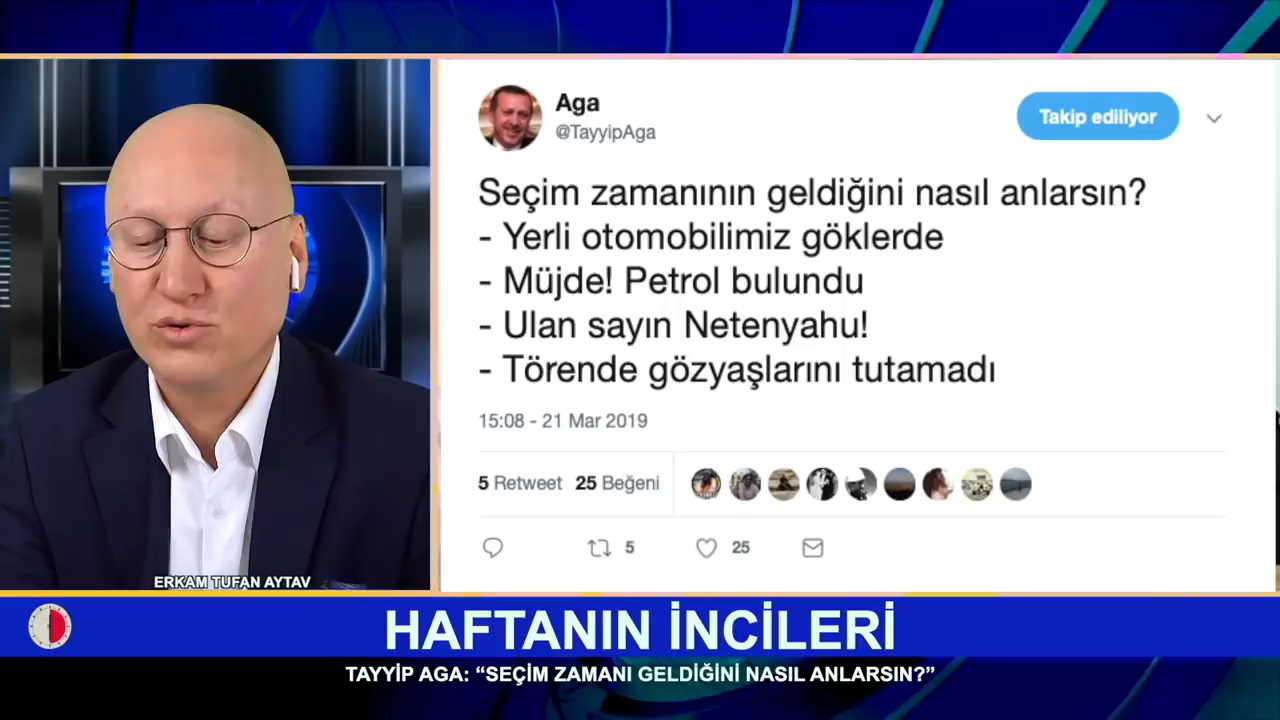 Aga
@TayyipAga
Takip ediliyor
Seçim zamanının geldiğini nasıl anlarsın?
- Yerli otomobilimiz göklerde
- Müjde! Petrol bulundu
- Ulan sayın Netenyahu!
- Törende gözyaşlarını tutamadı
15:08 - 21 Mar 2019
5 Retweet 25 Beğeni
5 25
ERKAM TUFAN AYTAV
HAFTANIN İNCİLERİ
TAYYİP AGA: “SEÇİM ZAMANI GELDİĞİNİ NASIL ANLARSIN?”